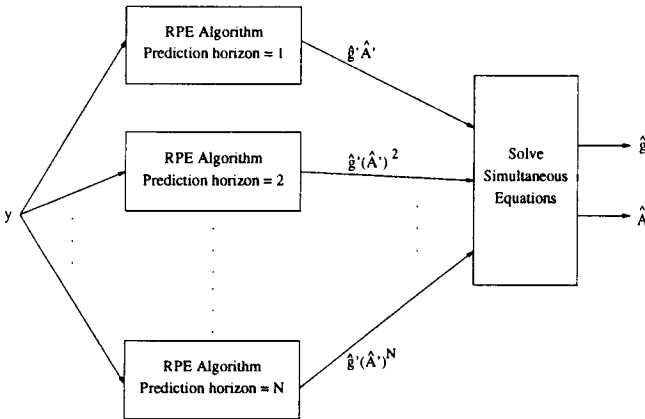 RPE Algorithm
Prediction horizon = 1
ĝ'Â'
RPE Algorithm
Prediction horizon = 2
ĝ'(Â')²
y
Solve
Simultaneous
Equations
ĝ
Â
RPE Algorithm
Prediction horizon = N
ĝ'(Â')ᴺ